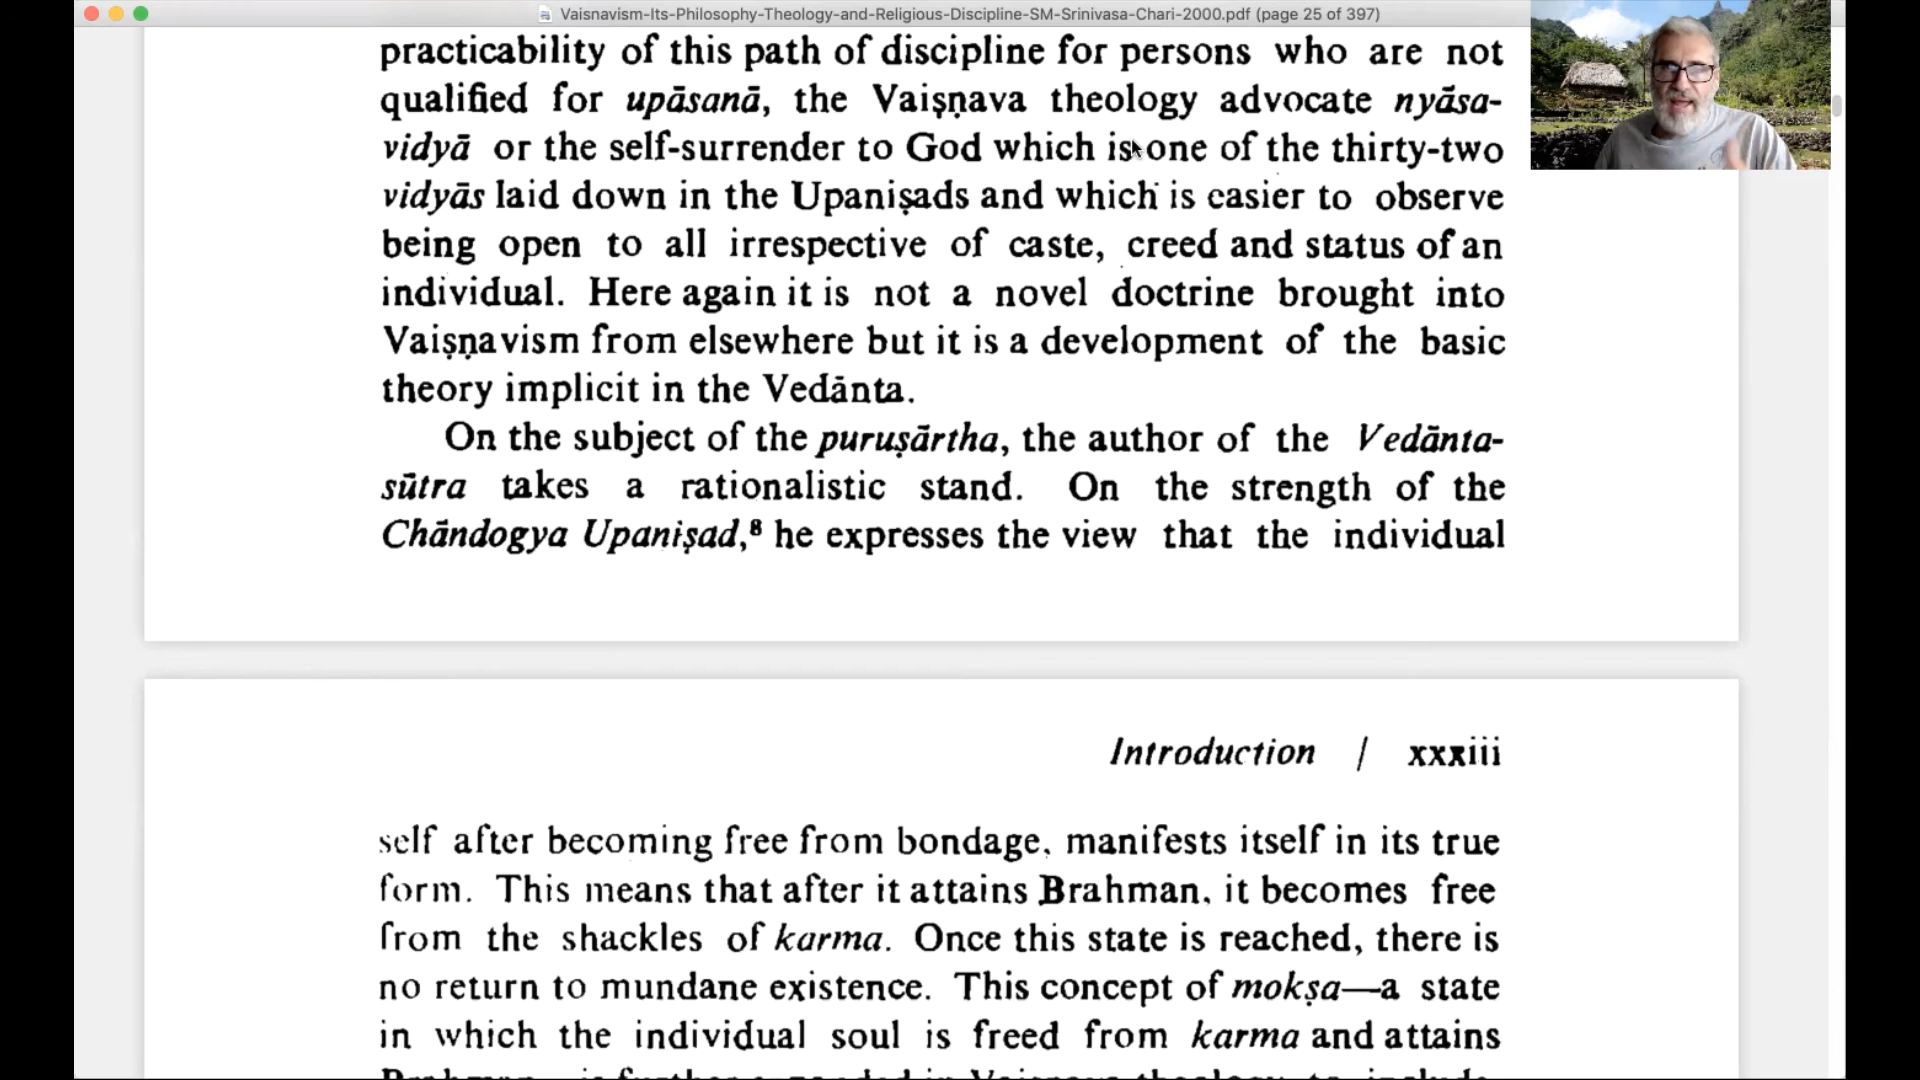 Vaisnavism-Its-Philosophy-Theology-and-Religious-Discipline-SM-Srinivasa-Chari-2000.pdf (page 25 of 397)
practicability of this path of discipline for persons who are not
qualified for upāsanā, the Vaiṣṇava theology advocate nyāsa-
vidyā or the self-surrender to God which is one of the thirty-two
vidyās laid down in the Upaniṣads and which is easier to observe
being open to all irrespective of caste, creed and status of an
individual. Here again it is not a novel doctrine brought into
Vaiṣṇavism from elsewhere but it is a development of the basic
theory implicit in the Vedānta.
On the subject of the puruṣārtha, the author of the Vedānta-
sūtra takes a rationalistic stand. On the strength of the
Chāndogya Upaniṣad,⁸ he expresses the view that the individual
Introduction / xxxiii
self after becoming free from bondage, manifests itself in its true
form. This means that after it attains Brahman, it becomes free
from the shackles of karma. Once this state is reached, there is
no return to mundane existence. This concept of mokṣa—a state
in which the individual soul is freed from karma and attains